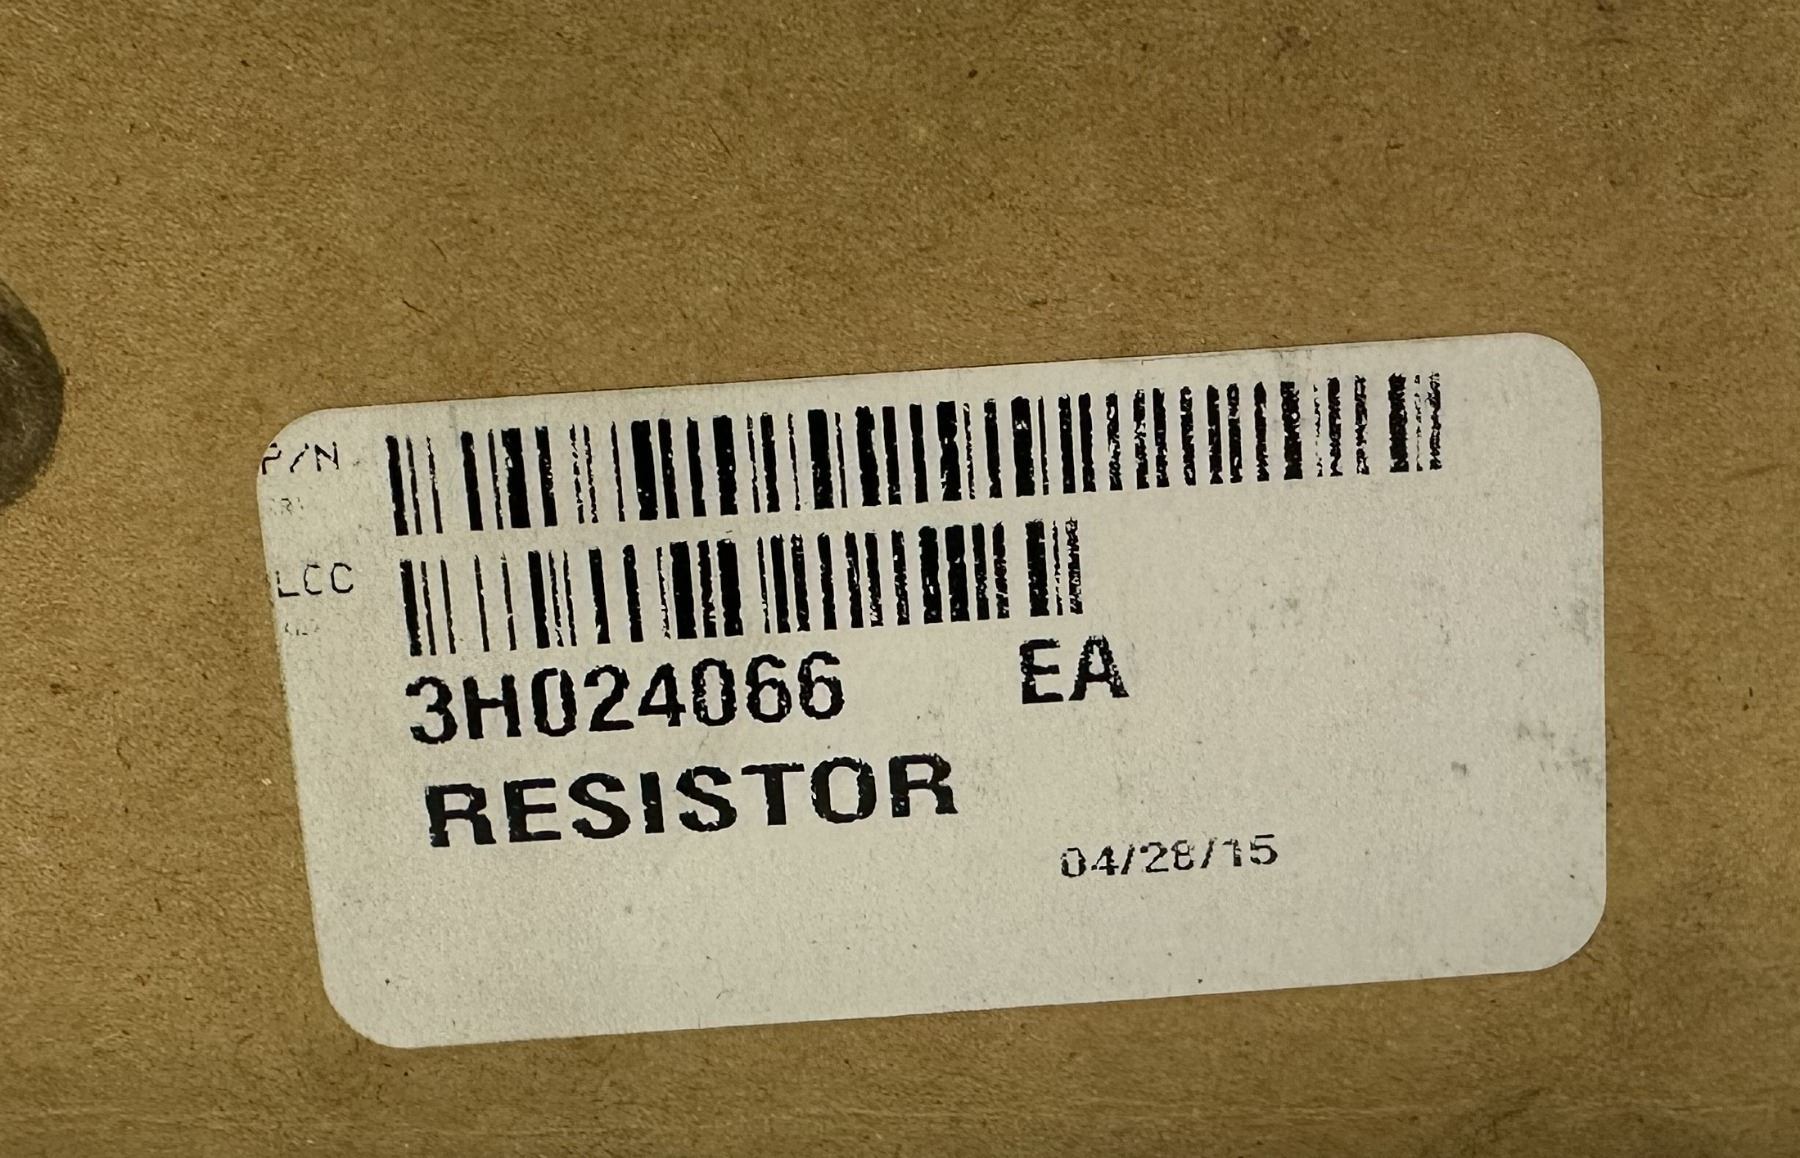 P/N
LCC
3H024066 EA
RESISTOR
04/28/15